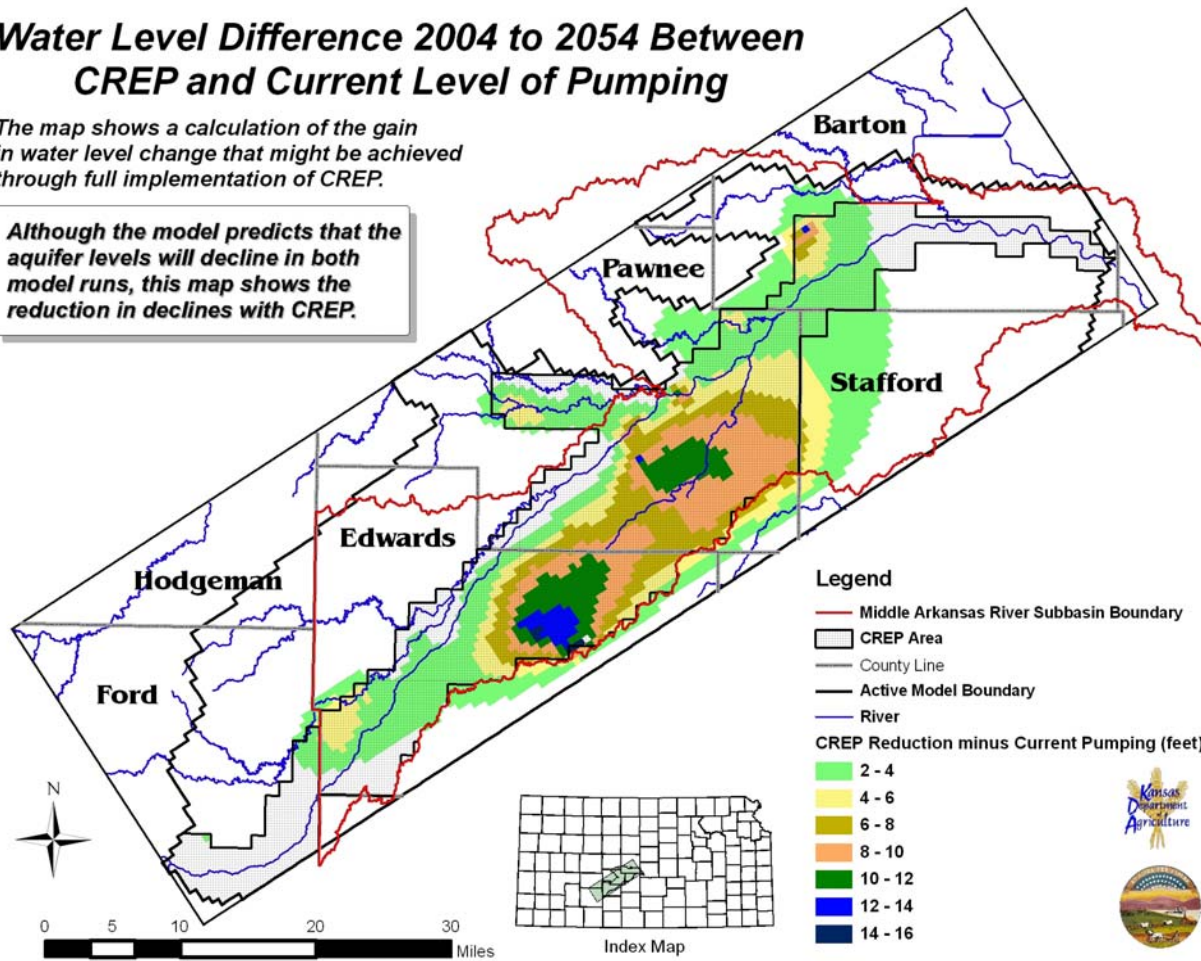 Water Level Difference 2004 to 2054 Between
CREP and Current Level of Pumping
The map shows a calculation of the gain
in water level change that might be achieved
through full implementation of CREP.
Although the model predicts that the
aquifer levels will decline in both
model runs, this map shows the
reduction in declines with CREP.
Barton
Pawnee
Stafford
Edwards
Hodgeman
Ford
Legend
Middle Arkansas River Subbasin Boundary
CREP Area
County Line
Active Model Boundary
River
CREP Reduction minus Current Pumping (feet)
2 - 4
4 - 6
6 - 8
8 - 10
10 - 12
12 - 14
14 - 16
Kansas
Department
of
Agriculture
N
0 5 10 20 30
Miles
Index Map